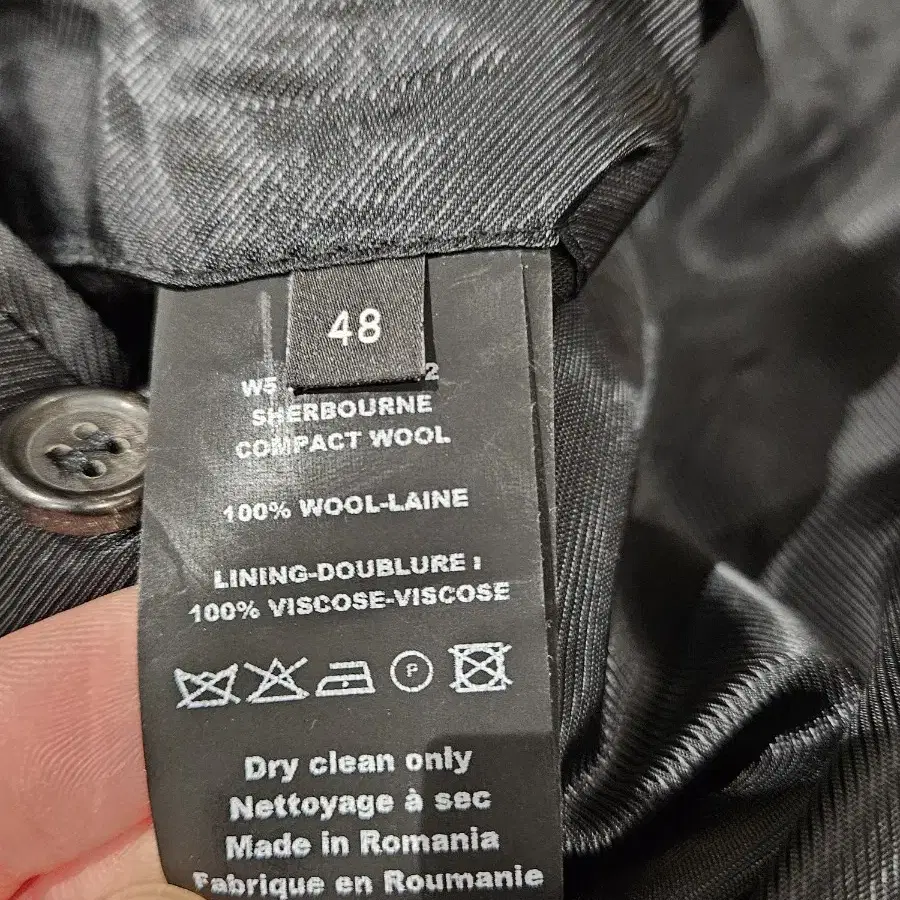 48
W5 2
SHERBOURNE
COMPACT WOOL
100% WOOL-LAINE
LINING-DOUBLURE :
100% VISCOSE-VISCOSE
P
Dry clean only
Nettoyage à sec
Made in Romania
Fabrique en Roumanie